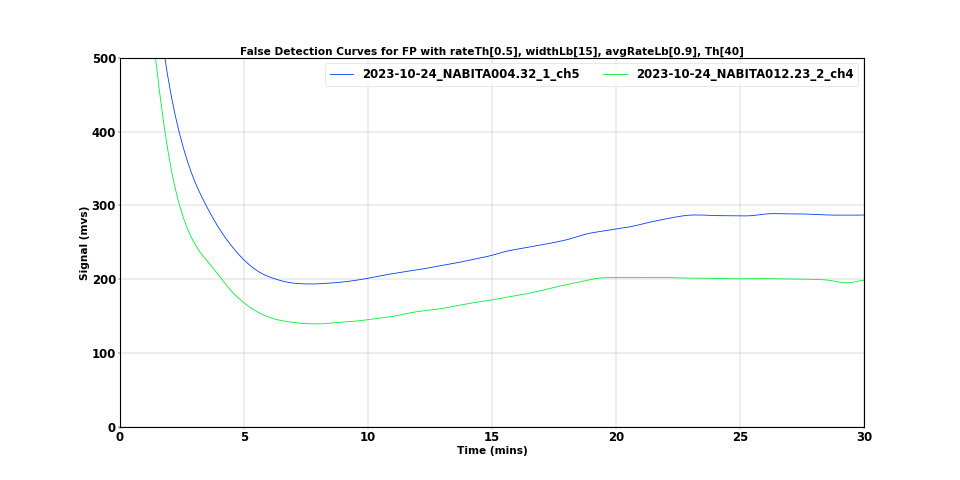 False Detection Curves for FP with rateTh[0.5], widthLb[15], avgRateLb[0.9], Th[40]
2023-10-24_NABITA004.32_1_ch5 2023-10-24_NABITA012.23_2_ch4
500
400
300
200
100
0
Signal (mvs)
0 5 10 15 20 25 30
Time (mins)